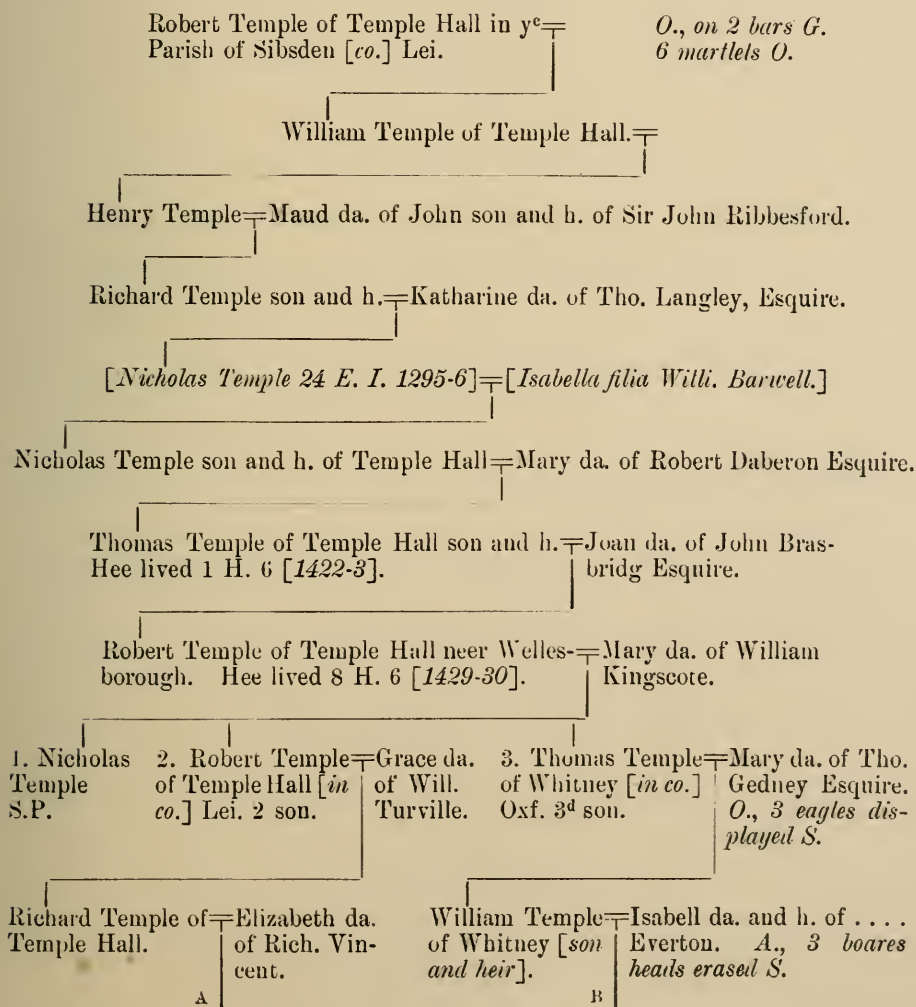 Robert Temple of Temple Hall in yᵉ
Parish of Sibsden [co.] Lei.
O., on 2 bars G.
6 martlets O.
William Temple of Temple Hall.
Henry Temple Maud da. of John son and h. of Sir John Ribbesford.
Richard Temple son and h. Katharine da. of Tho. Langley, Esquire.
[Nicholas Temple 24 E. I. 1295-6] [Isabella filia Willi. Barwell.]
Nicholas Temple son and h. of Temple Hall Mary da. of Robert Daberon Esquire.
Thomas Temple of Temple Hall son and h.
Hee lived 1 H. 6 [1422-3].
Joan da. of John Bras-
bridg Esquire.
Robert Temple of Temple Hall neer Welles-
borough. Hee lived 8 H. 6 [1429-30].
Mary da. of William
Kingscote.
1. Nicholas
Temple
S.P.
2. Robert Temple
of Temple Hall [in
co.] Lei. 2 son.
Grace da.
of Will.
Turville.
3. Thomas Temple
of Whitney [in co.]
Oxf. 3ᵈ son.
Mary da. of Tho.
Gedney Esquire.
O., 3 eagles dis-
played S.
Richard Temple of
Temple Hall.
Elizabeth da.
of Rich. Vin-
cent.
William Temple
of Whitney [son
and heir].
Isabell da. and h. of . . . .
Everton. A., 3 boares
heads erased S.
A
B